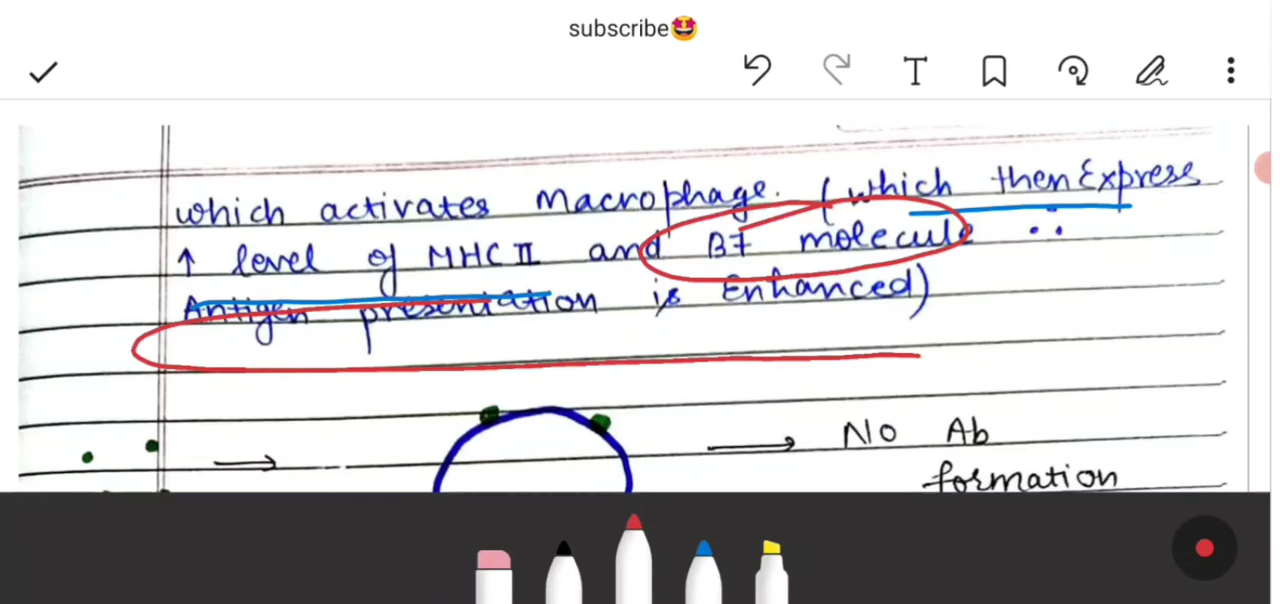 subscribe🤩
T
which activates Macrophage. (which then Express
↑ level of MHC II and B7 molecule ∴
Antigen presentation is Enhanced)
→ → No Ab
formation